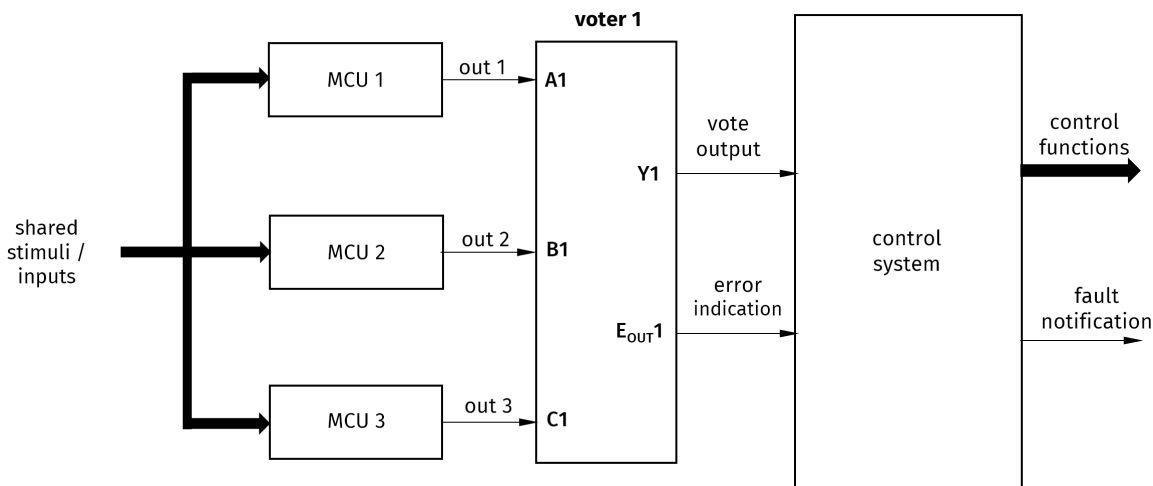 voter 1
MCU 1
out 1
A1
vote
output
Y1
control
functions
shared
stimuli /
inputs
MCU 2
out 2
B1
control
system
error
indication
EOUT1
fault
notification
MCU 3
out 3
C1